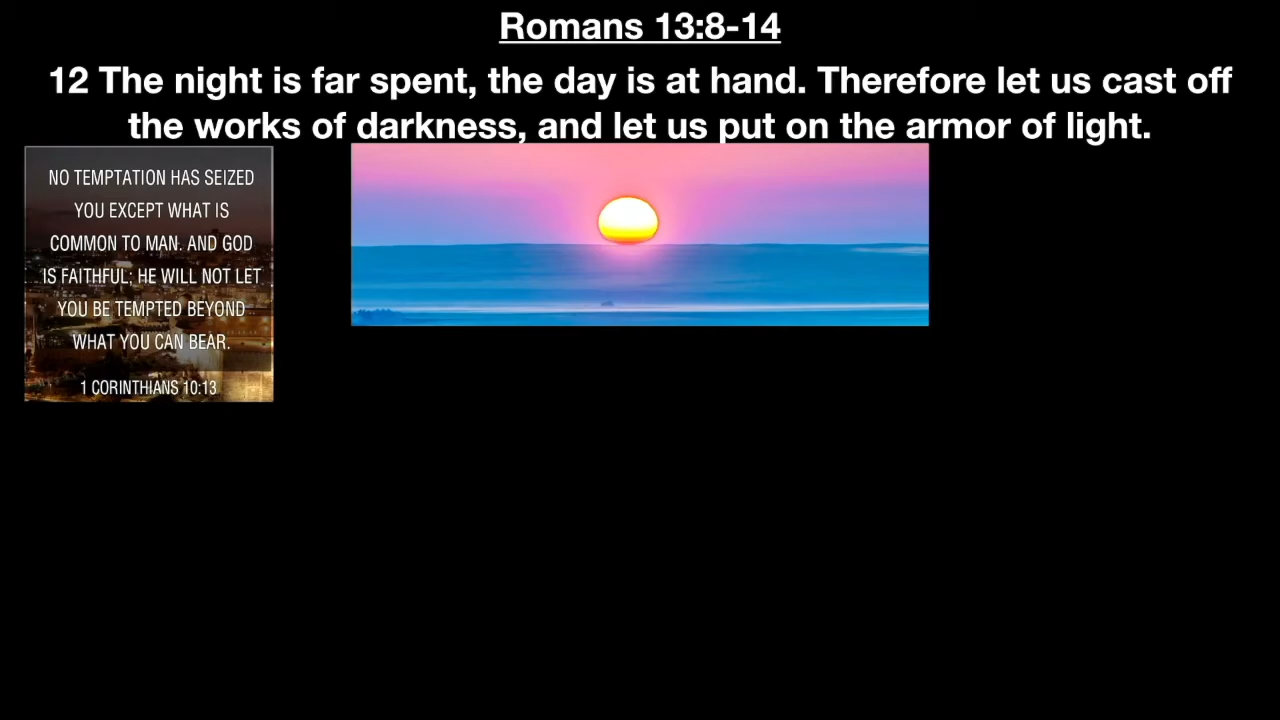 Romans 13:8-14
12 The night is far spent, the day is at hand. Therefore let us cast off
the works of darkness, and let us put on the armor of light.
NO TEMPTATION HAS SEIZED
YOU EXCEPT WHAT IS
COMMON TO MAN. AND GOD
IS FAITHFUL; HE WILL NOT LET
YOU BE TEMPTED BEYOND
WHAT YOU CAN BEAR.
1 CORINTHIANS 10:13